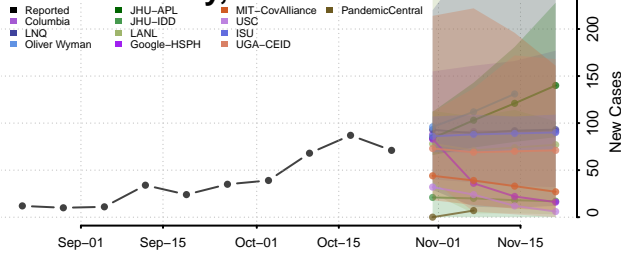 Reported JHU−APL MIT−CovAlliance PandemicCentral
Columbia JHU−IDD USC
LNQ LANL ISU
Oliver Wyman Google−HSPH UGA−CEID
0 50 100 150 200
New Cases
Sep−01 Sep−15 Oct−01 Oct−15 Nov−01 Nov−15